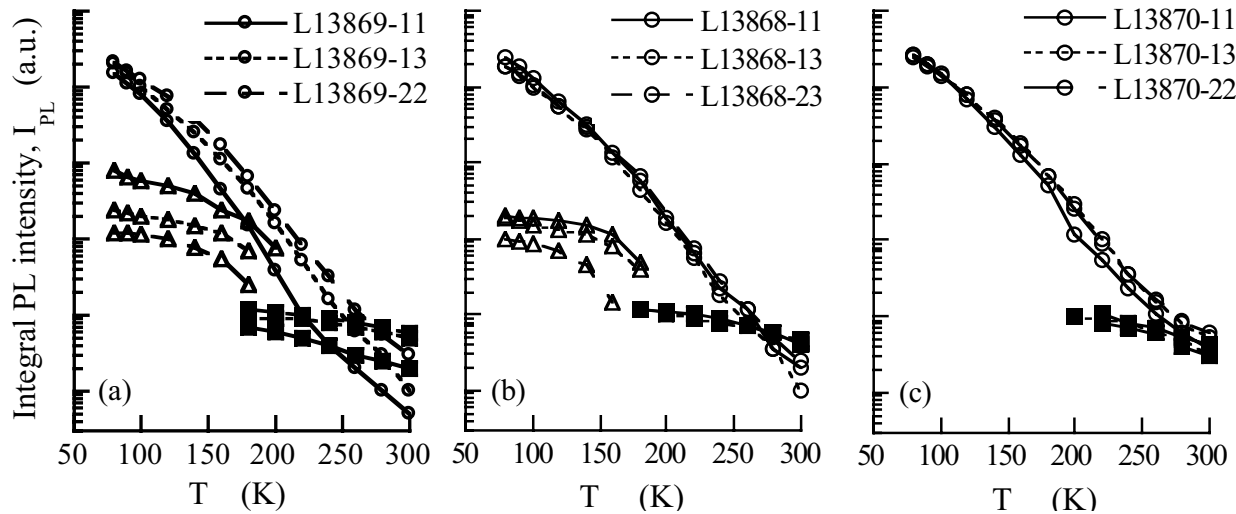 Integral PL intensity, I_PL (a.u.)
L13869-11
L13869-13
L13869-22
(a)
50 100 150 200 250 300
T (K)
L13868-11
L13868-13
L13868-23
(b)
50 100 150 200 250 300
T (K)
L13870-11
L13870-13
L13870-22
(c)
50 100 150 200 250 300
T (K)